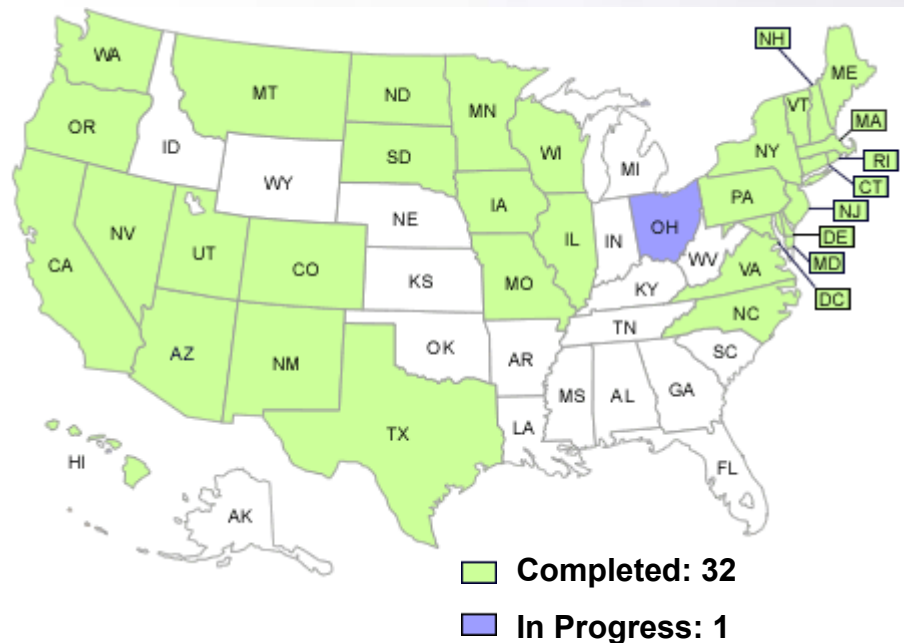 NH
WA
ME
MT
ND
VT
MN
MA
OR
ID
WI
NY
SD
RI
MI
WY
CT
PA
IA
NE
NJ
NV
OH
IL
IN
DE
UT
CA
CO
WV
MD
VA
KS
MO
KY
DC
NC
TN
OK
AZ
NM
AR
SC
MS
AL
GA
TX
LA
HI
FL
AK
Completed: 32
In Progress: 1